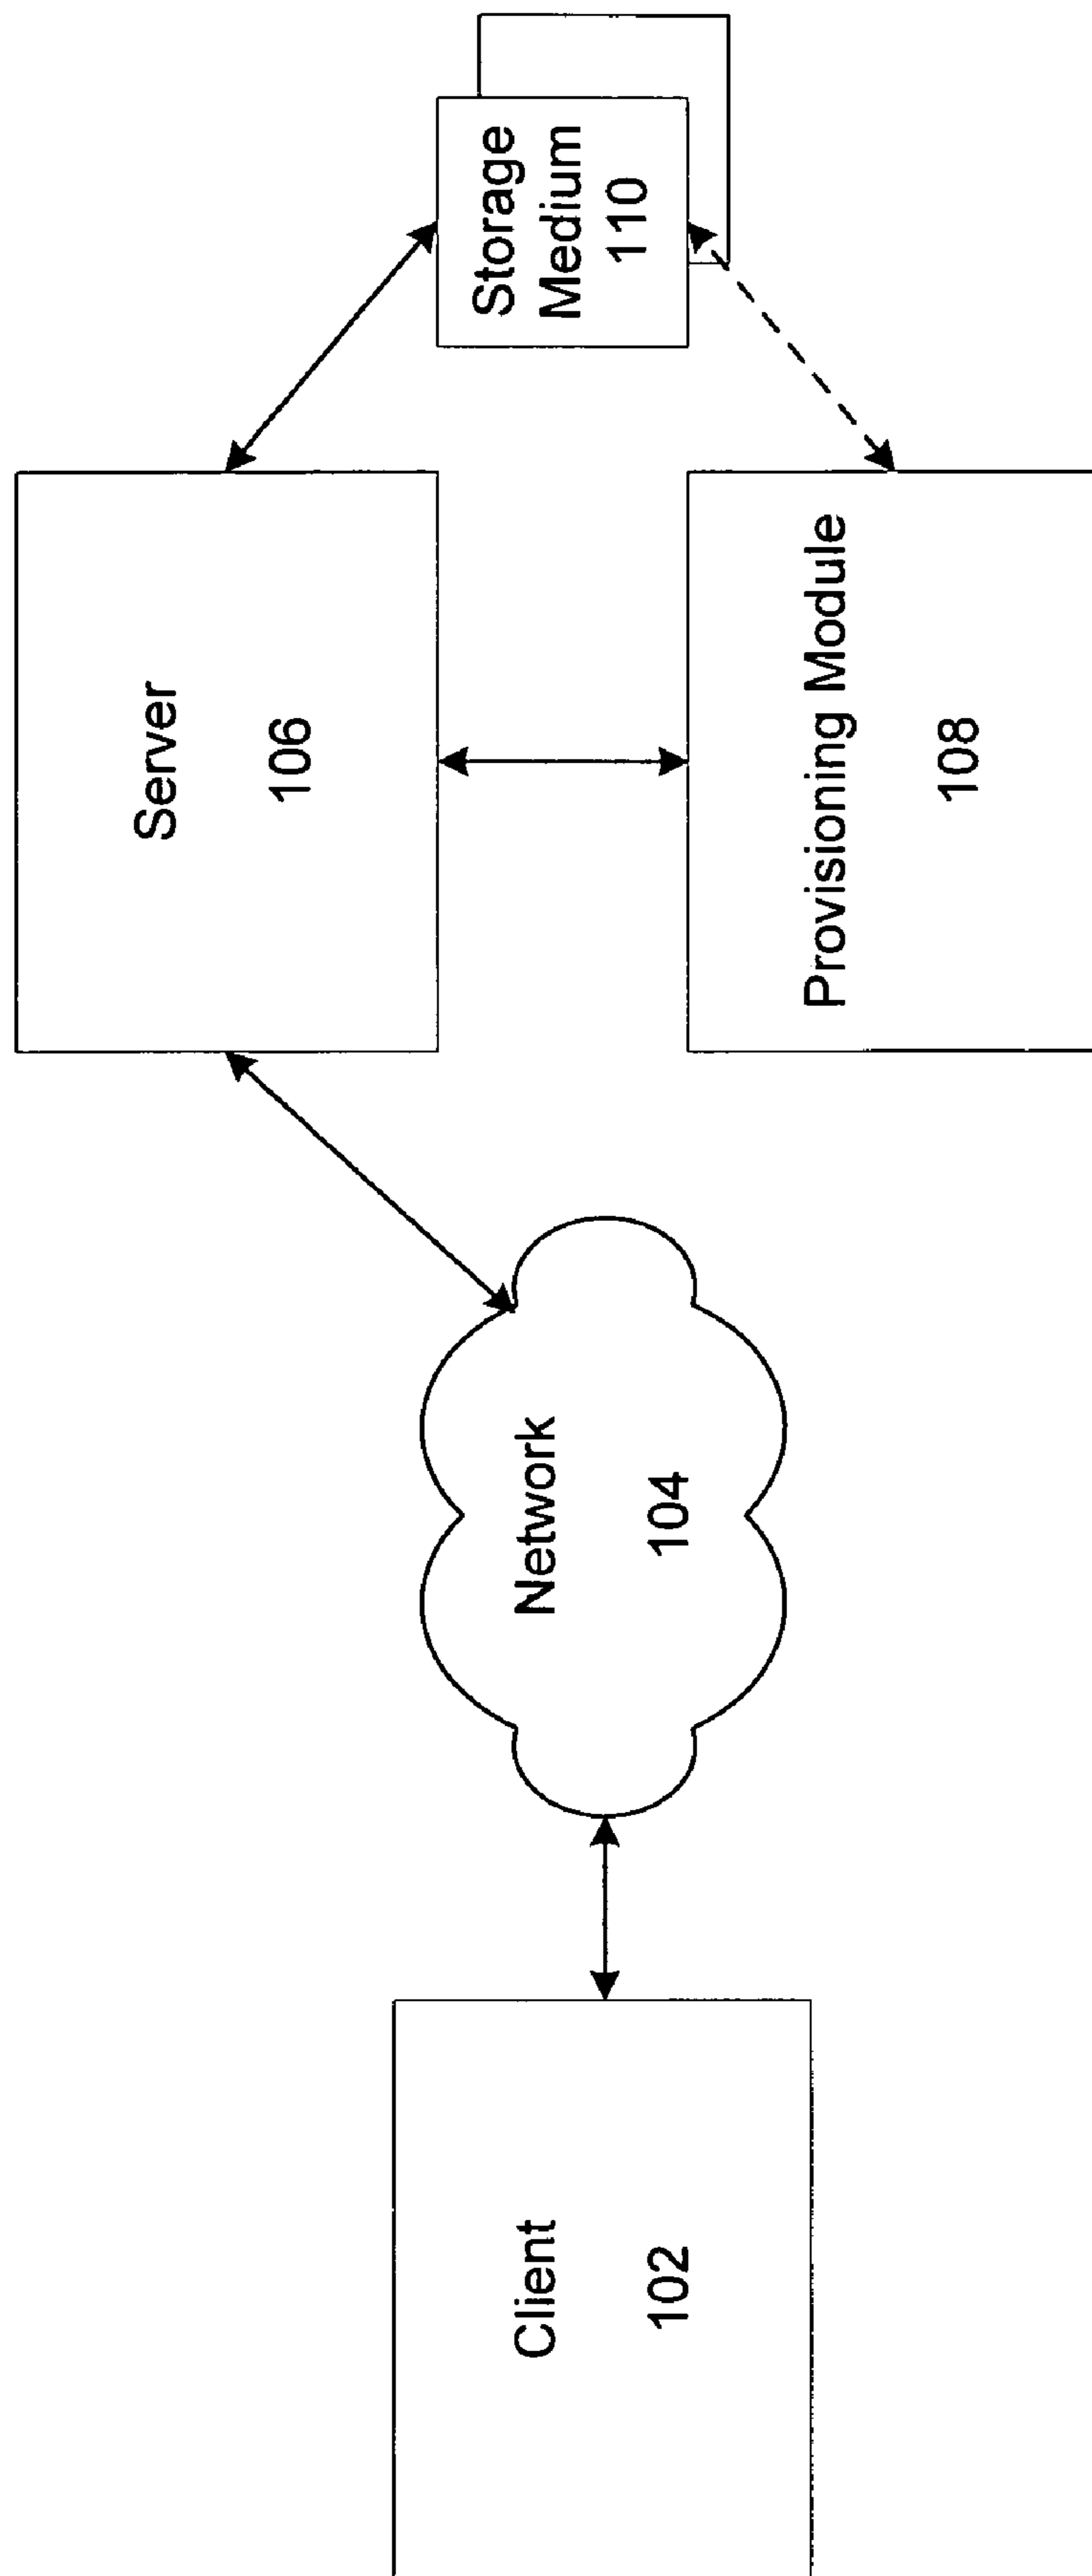 Client
102
Network
104
Server
106
Provisioning Module
108
Storage
Medium
110